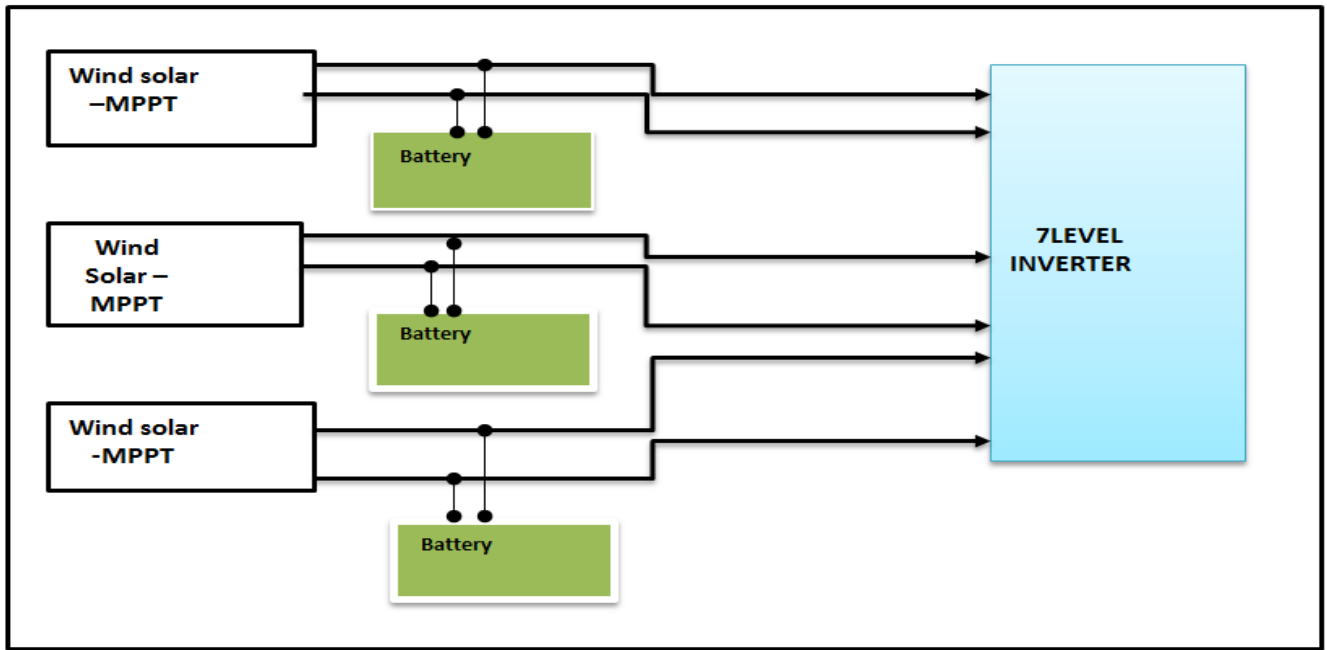 Wind solar
–MPPT
Battery
Wind
Solar –
MPPT
Battery
7LEVEL
INVERTER
Wind solar
-MPPT
Battery